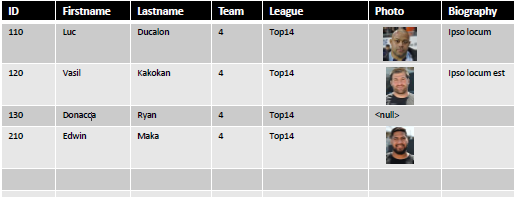 ID Firstname Lastname Team League Photo Biography
110 Luc Ducalon 4 Top14 Ipso locum
120 Vasil Kakokan 4 Top14 Ipso locum est
130 Donacca Ryan 4 Top14 <null>
210 Edwin Maka 4 Top14